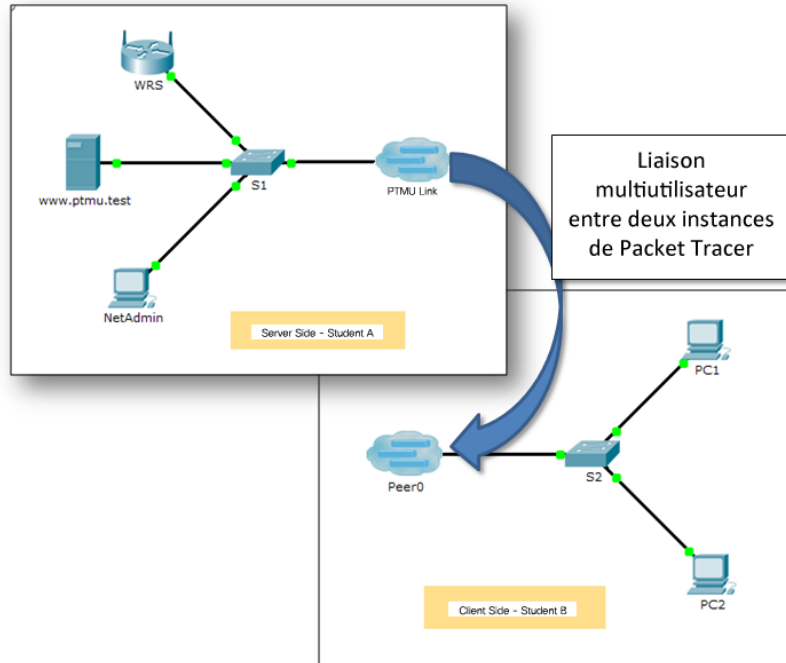 WRS
S1
PTMU Link
www.ptmu.test
NetAdmin
Server Side - Student A
Liaison
multiutilisateur
entre deux instances
de Packet Tracer
PC1
Peer0
S2
PC2
Client Side - Student B